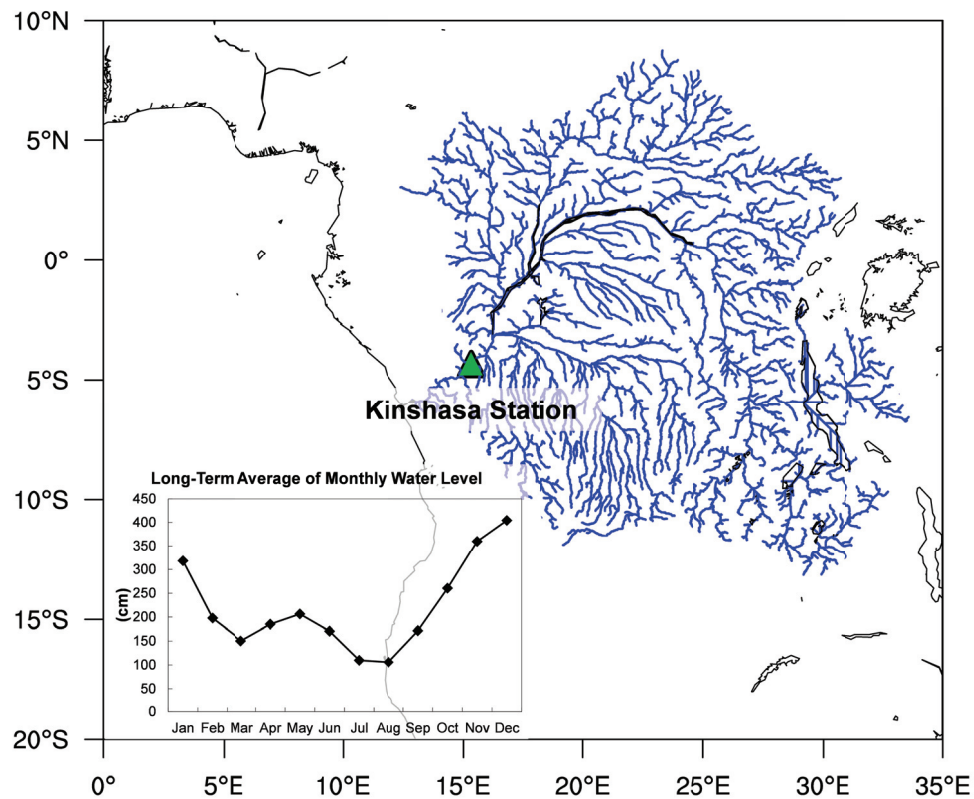 10°N
5°N
0°
5°S
10°S
15°S
20°S
Kinshasa Station
Long-Term Average of Monthly Water Level
450
400
350
300
250
200
150
100
50
0
(cm)
Jan Feb Mar Apr May Jun Jul Aug Sep Oct Nov Dec
0° 5°E 10°E 15°E 20°E 25°E 30°E 35°E